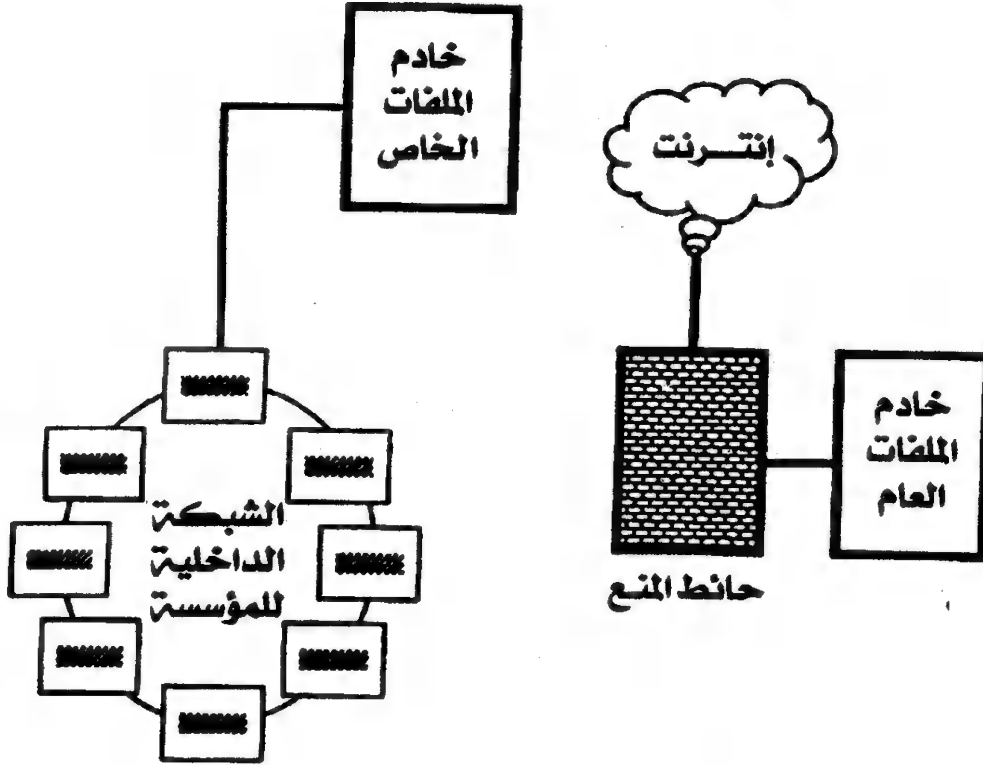 خادم
الملفات
الخاص
إنترنت
خادم
الملفات
العام
حائط المنع
الشبكة
الداخلية
للمؤسسة